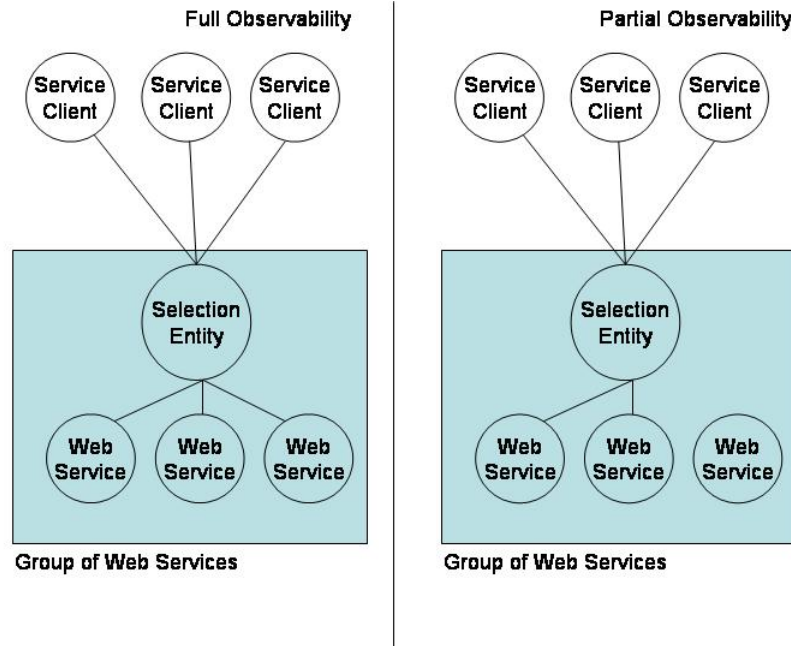 Full Observability
Service
Client
Service
Client
Service
Client
Selection
Entity
Web
Service
Web
Service
Web
Service
Group of Web Services
Partial Observability
Service
Client
Service
Client
Service
Client
Selection
Entity
Web
Service
Web
Service
Web
Service
Group of Web Services